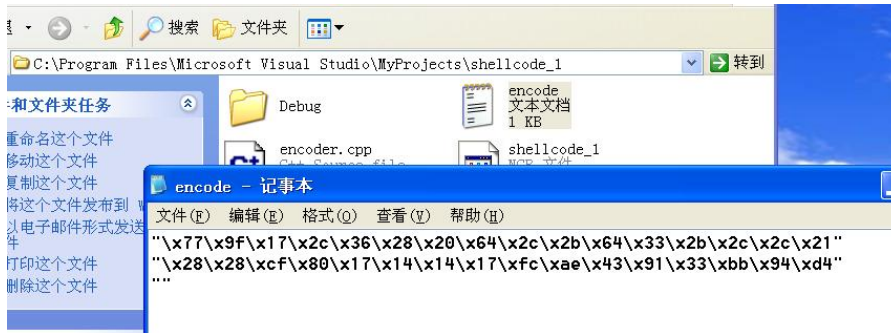 搜索 文件夹
C:\Program Files\Microsoft Visual Studio\MyProjects\shellcode_1 转到
和文件夹任务
重命名这个文件
移动这个文件
复制这个文件
将这个文件发布到
以电子邮件形式发送
件
打印这个文件
删除这个文件
Debug
encode
文本文档
1 KB
encoder.cpp
shellcode_1
encode - 记事本
文件(F) 编辑(E) 格式(O) 查看(V) 帮助(H)
"\x77\x9f\x17\x2c\x36\x28\x20\x64\x2c\x2b\x64\x33\x2b\x2c\x2c\x21"
"\x28\x28\xcf\x80\x17\x14\x14\x17\xfc\xae\x43\x91\x33\xbb\x94\xd4"
""